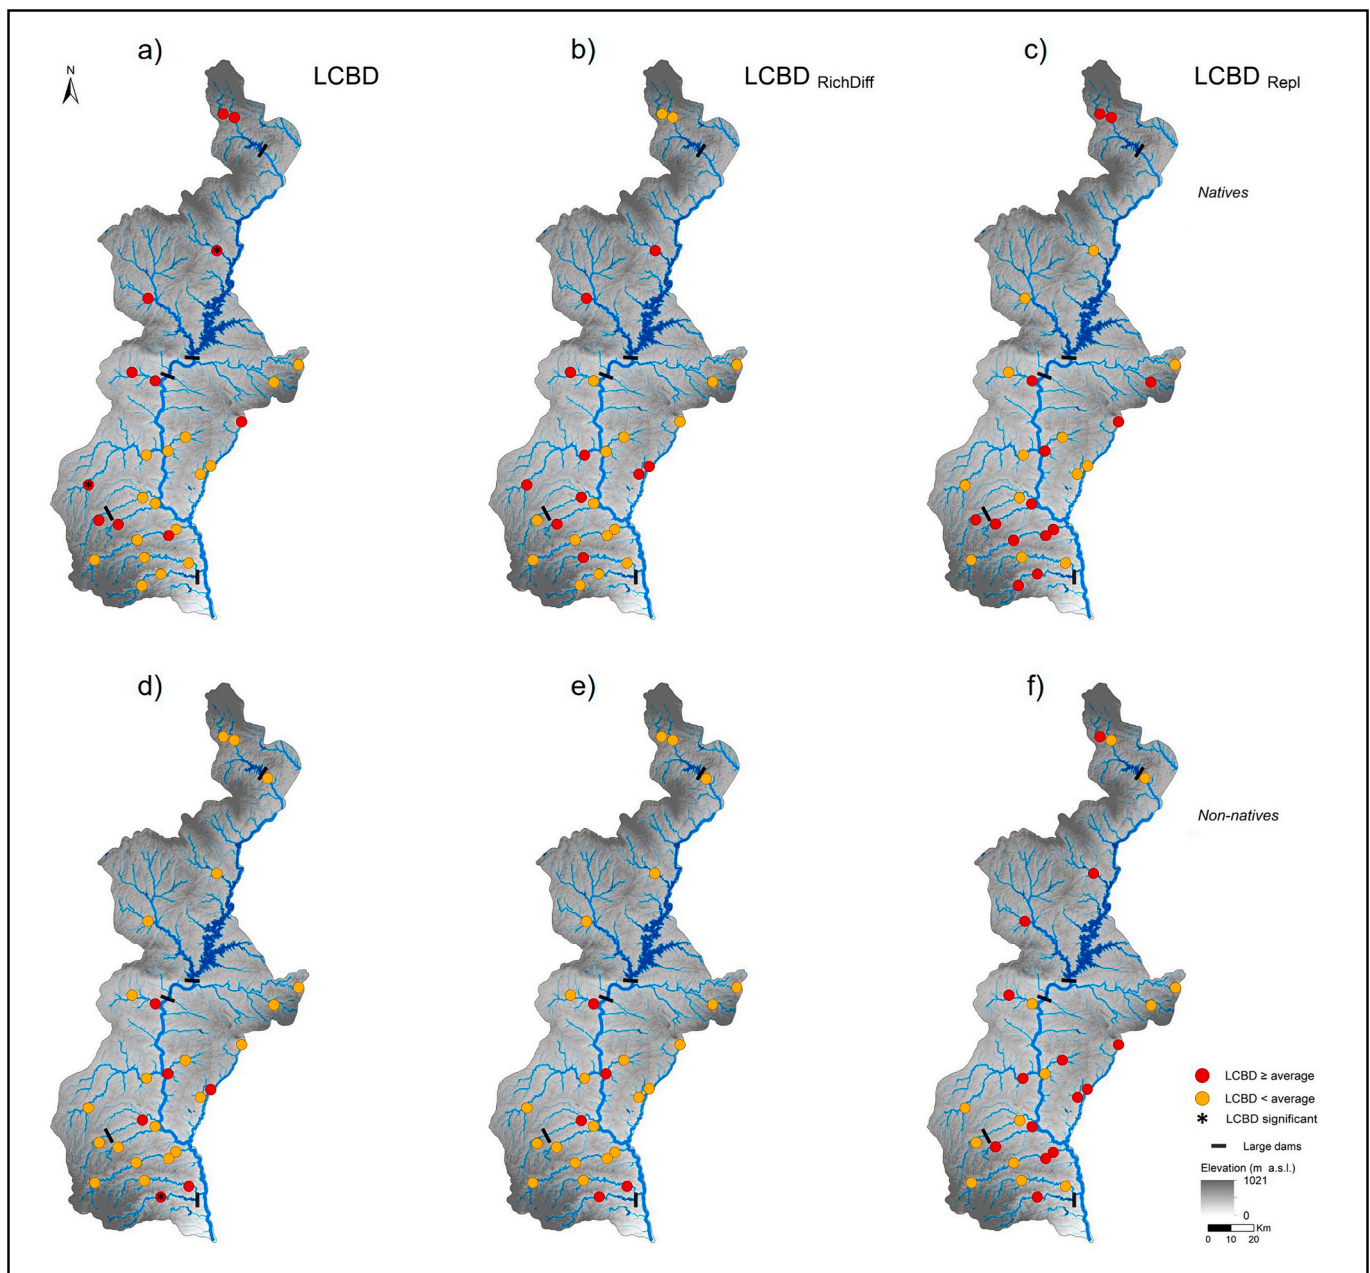 a)
b)
c)
N
LCBD
LCBD RichDiff
LCBD Repl
Natives
d)
e)
f)
Non-natives
LCBD ≥ average
LCBD < average
* LCBD significant
Large dams
Elevation (m a.s.l.)
1021
0
Km
0 10 20